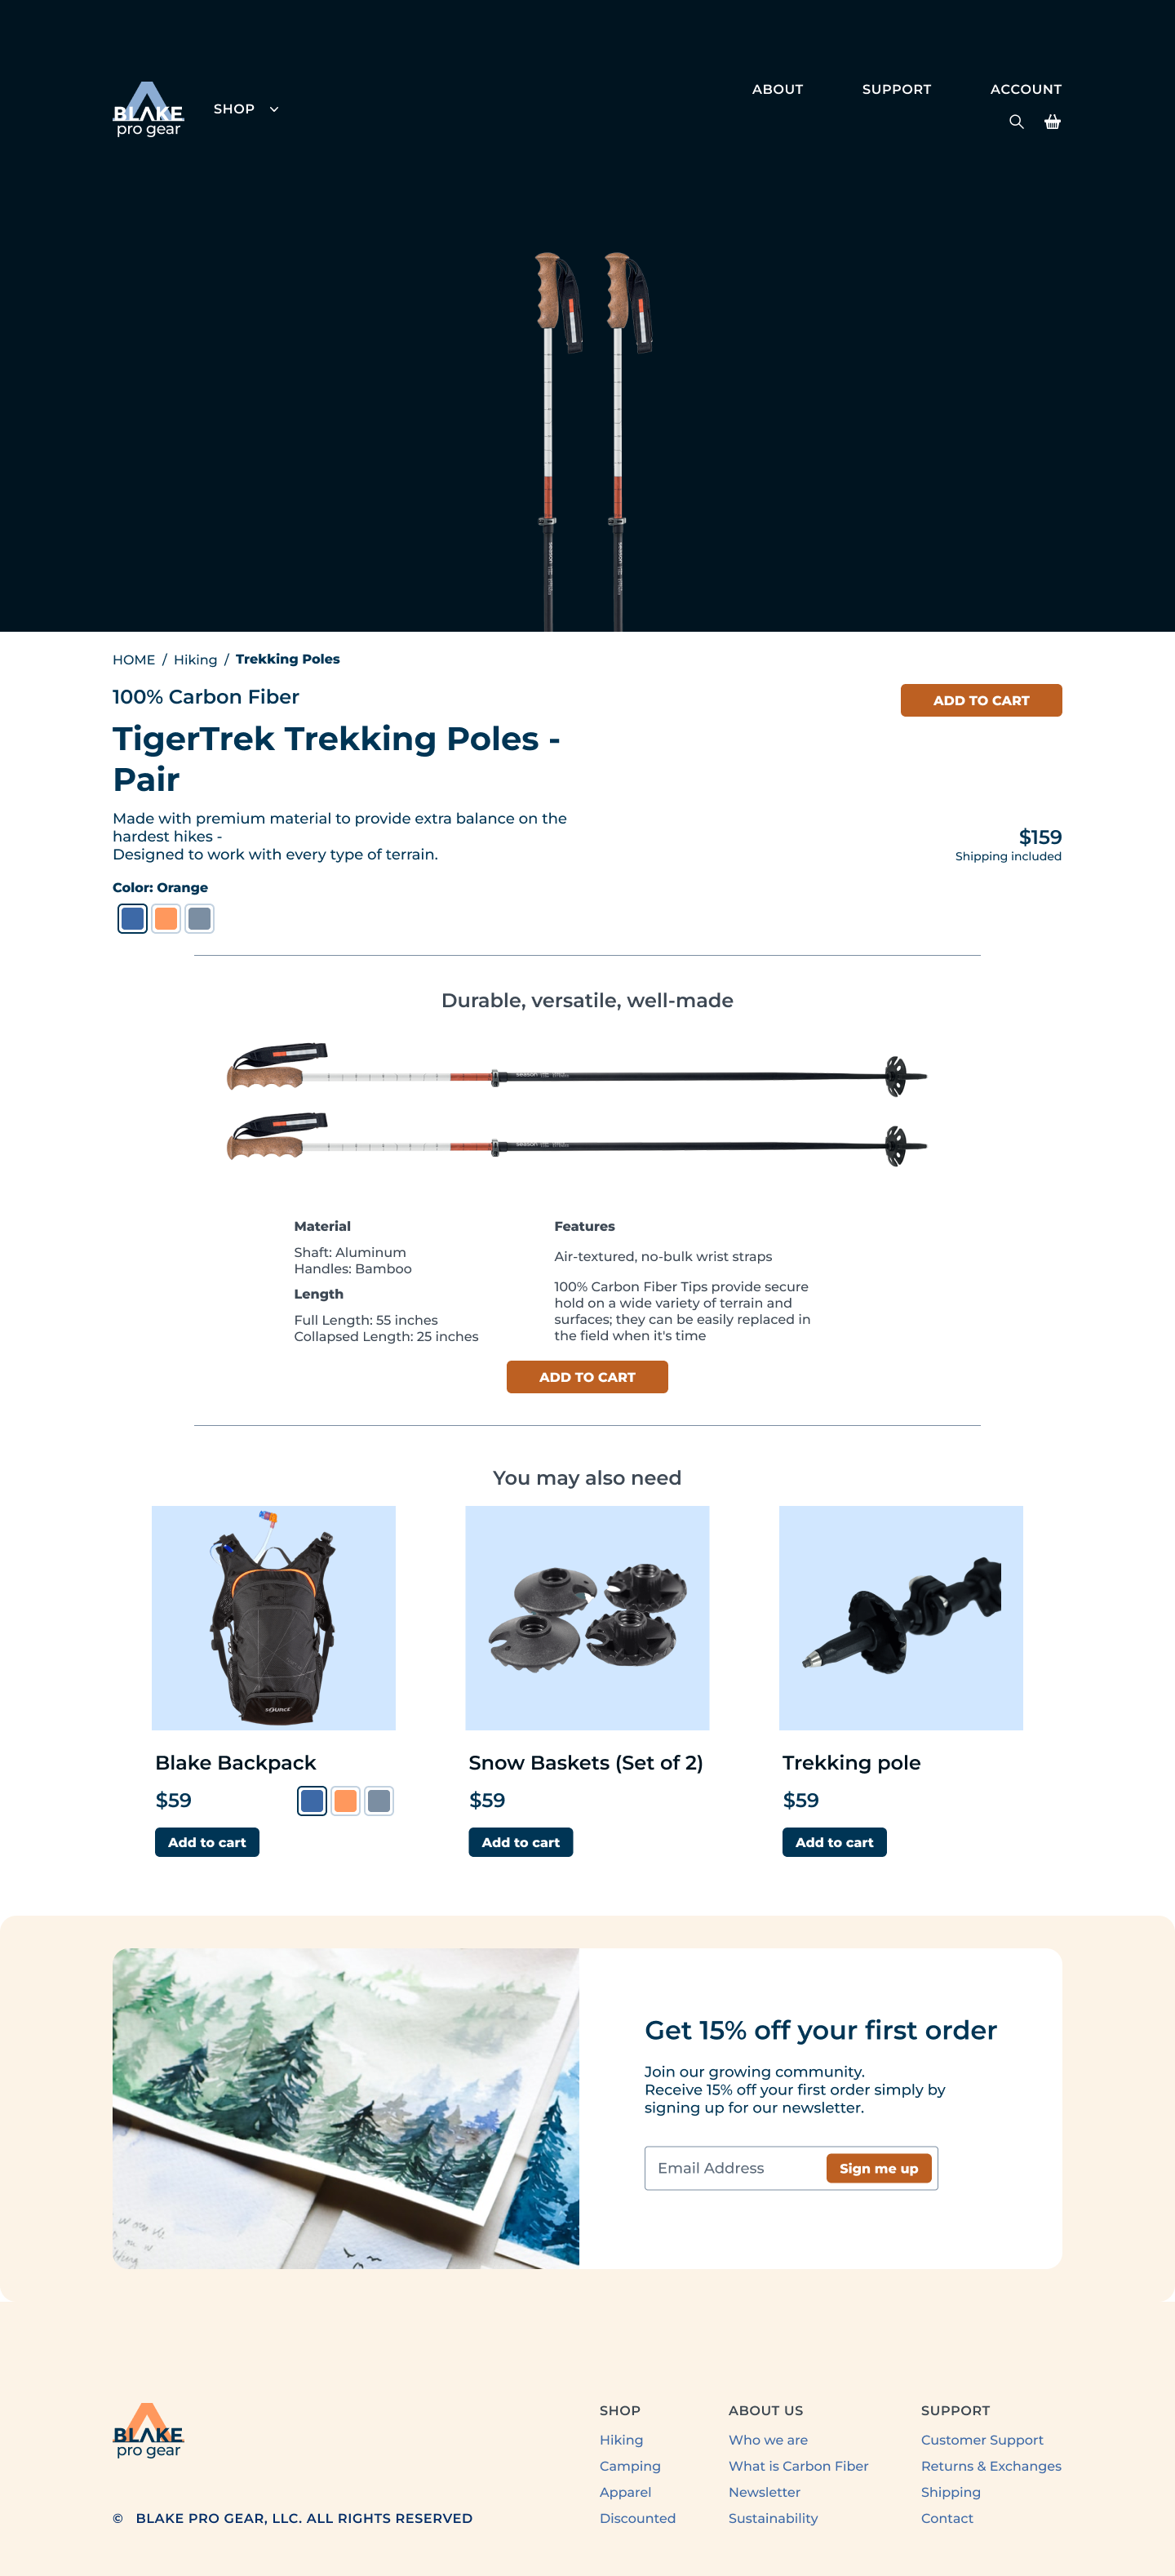 BLAKE
pro gear
SHOP
ABOUT
SUPPORT
ACCOUNT
HOME / Hiking / Trekking Poles
100% Carbon Fiber
ADD TO CART
TigerTrek Trekking Poles -
Pair
Made with premium material to provide extra balance on the
hardest hikes -
Designed to work with every type of terrain.
$159
Shipping included
Color: Orange
Durable, versatile, well-made
season
season
Material
Shaft: Aluminum
Handles: Bamboo
Length
Full Length: 55 inches
Collapsed Length: 25 inches
Features
Air-textured, no-bulk wrist straps
100% Carbon Fiber Tips provide secure
hold on a wide variety of terrain and
surfaces; they can be easily replaced in
the field when it's time
ADD TO CART
You may also need
SOURCE
Blake Backpack
$59
Add to cart
Snow Baskets (Set of 2)
$59
Add to cart
Trekking pole
$59
Add to cart
Get 15% off your first order
Join our growing community.
Receive 15% off your first order simply by
signing up for our newsletter.
Email Address
Sign me up
BLAKE
pro gear
© BLAKE PRO GEAR, LLC. ALL RIGHTS RESERVED
SHOP
Hiking
Camping
Apparel
Discounted
ABOUT US
Who we are
What is Carbon Fiber
Newsletter
Sustainability
SUPPORT
Customer Support
Returns & Exchanges
Shipping
Contact